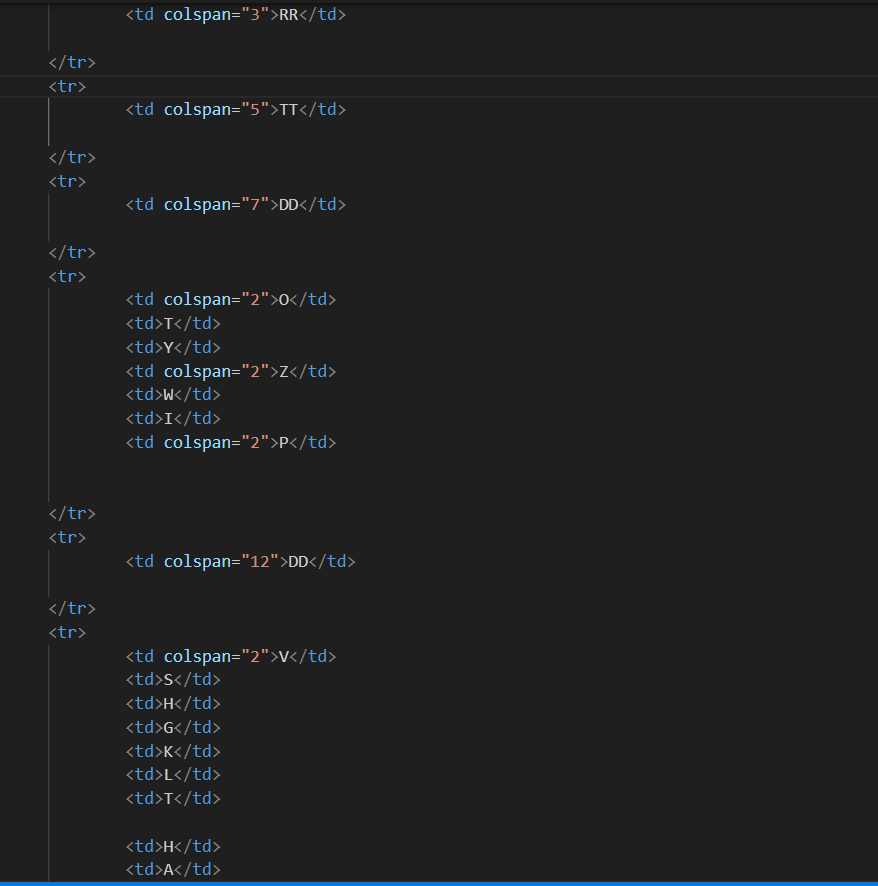 <td colspan="3">RR</td>
</tr>
<tr>
<td colspan="5">TT</td>
</tr>
<tr>
<td colspan="7">DD</td>
</tr>
<tr>
<td colspan="2">O</td>
<td>T</td>
<td>Y</td>
<td colspan="2">Z</td>
<td>W</td>
<td>I</td>
<td colspan="2">P</td>
</tr>
<tr>
<td colspan="12">DD</td>
</tr>
<tr>
<td colspan="2">V</td>
<td>S</td>
<td>H</td>
<td>G</td>
<td>K</td>
<td>L</td>
<td>T</td>
<td>H</td>
<td>A</td>